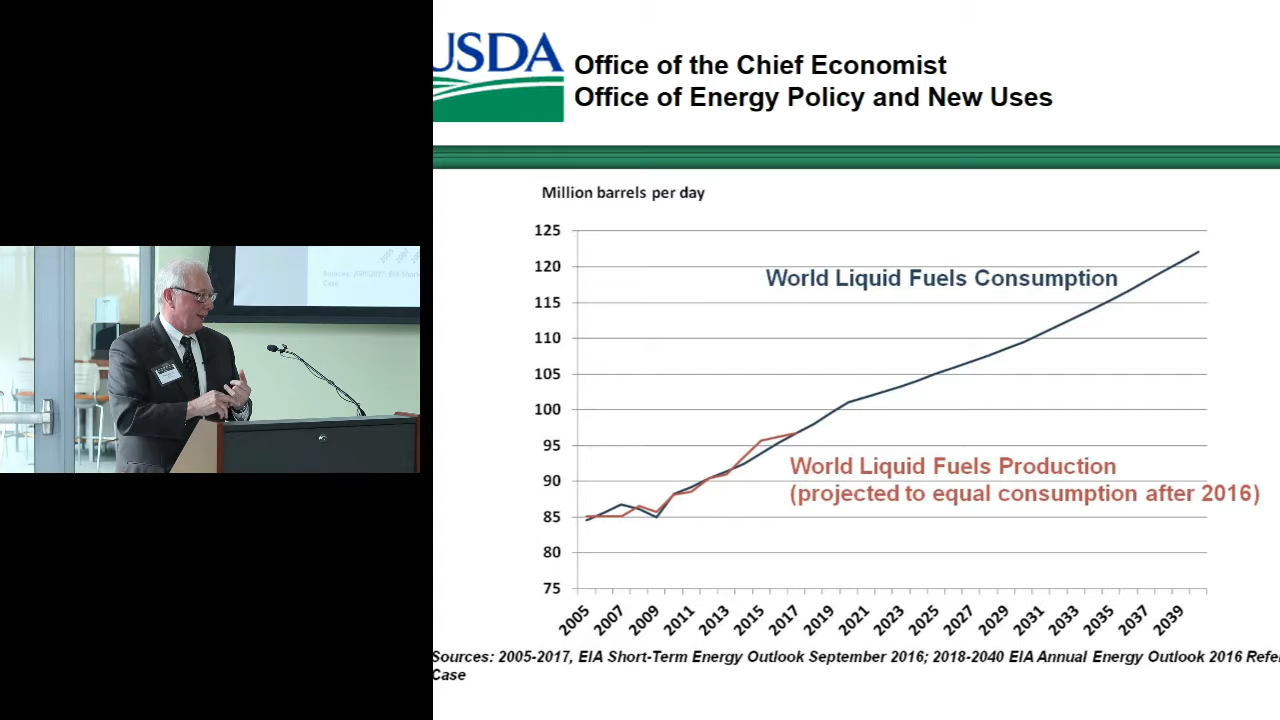 USDA
Office of the Chief Economist
Office of Energy Policy and New Uses
Million barrels per day
125
120
115
110
105
100
95
90
85
80
75
World Liquid Fuels Consumption
World Liquid Fuels Production
(projected to equal consumption after 2016)
2005 2007 2009 2011 2013 2015 2017 2019 2021 2023 2025 2027 2029 2031 2033 2035 2037 2039
Sources: 2005-2017, EIA Short-Term Energy Outlook September 2016; 2018-2040 EIA Annual Energy Outlook 2016 Refe
Case